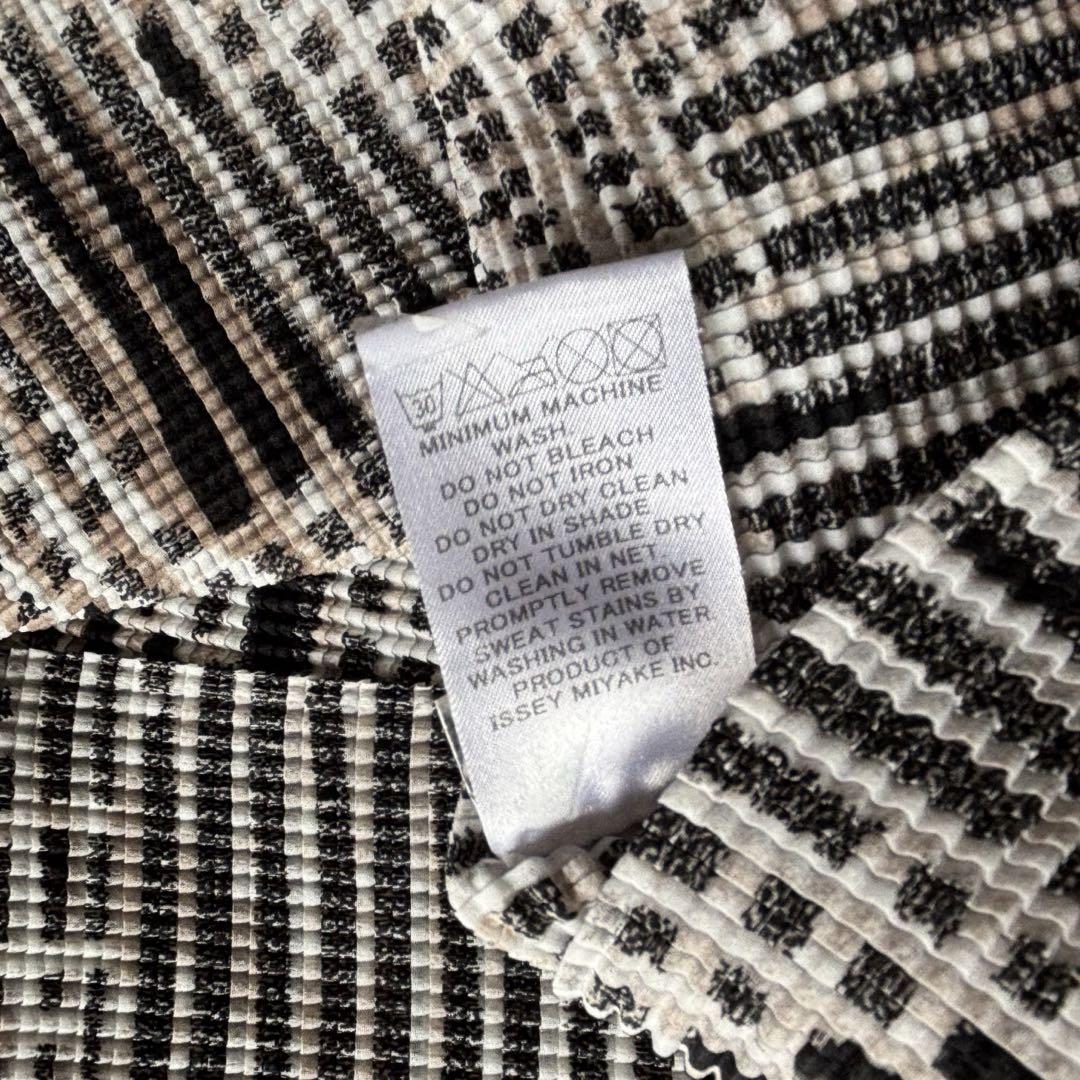 30
MINIMUM MACHINE
WASH.
DO NOT BLEACH
DO NOT IRON
DO NOT DRY CLEAN
DRY IN SHADE
DO NOT TUMBLE DRY
CLEAN IN NET.
PROMPTLY REMOVE
SWEAT STAINS BY
WASHING IN WATER.
PRODUCT OF
ISSEY MIYAKE INC.